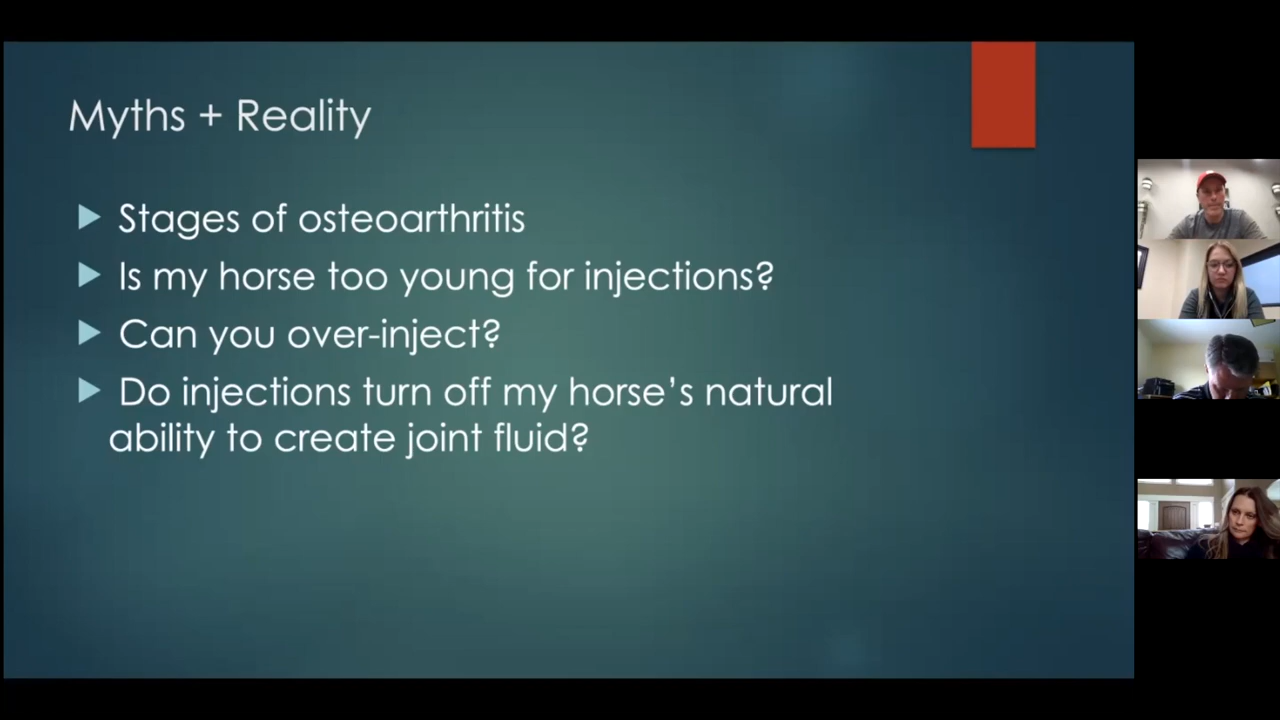 Myths + Reality
Stages of osteoarthritis
Is my horse too young for injections?
Can you over-inject?
Do injections turn off my horse’s natural
ability to create joint fluid?